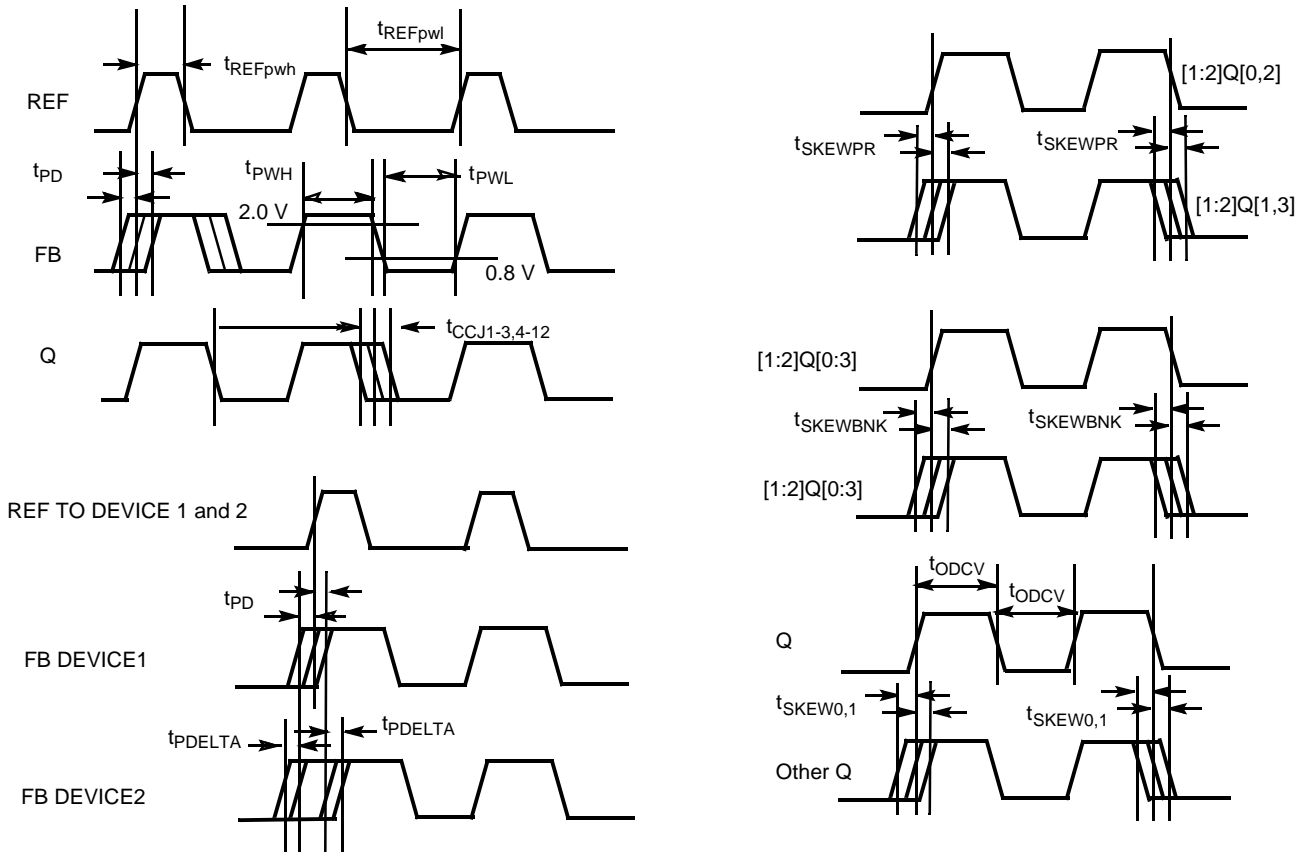 tREFpwl
tREFpwh
REF
tPD
tPWH
tPWL
2.0 V
FB
0.8 V
tCCJ1-3,4-12
Q
REF TO DEVICE 1 and 2
tPD
FB DEVICE1
tPDELTA
tPDELTA
FB DEVICE2
[1:2]Q[0,2]
tSKEWPR
tSKEWPR
[1:2]Q[1,3]
[1:2]Q[0:3]
tSKEWBNK
tSKEWBNK
[1:2]Q[0:3]
tODCV
tODCV
Q
tSKEW0,1
tSKEW0,1
Other Q